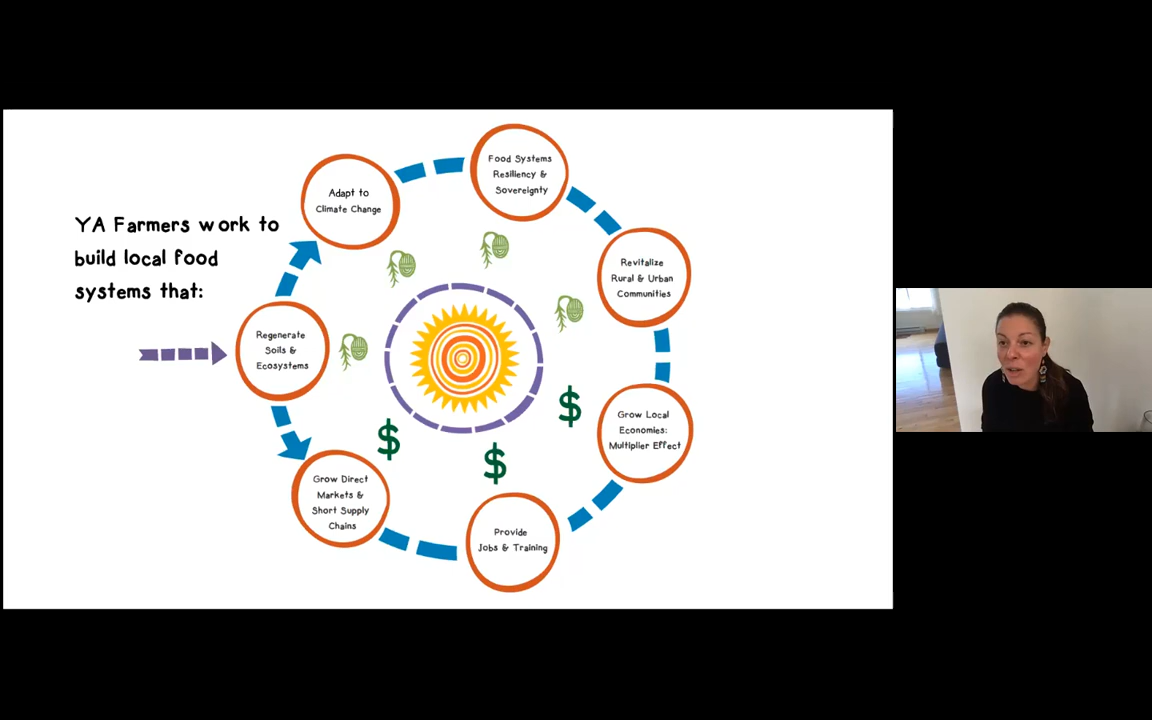 YA Farmers work to
build local food
systems that:
Regenerate
Soils &
Ecosystems
Adapt to
Climate Change
Food Systems
Resiliency &
Sovereignty
Revitalize
Rural & Urban
Communities
Grow Local
Economies:
Multiplier Effect
Provide
Jobs & Training
Grow Direct
Markets &
Short Supply
Chains
$
$
$